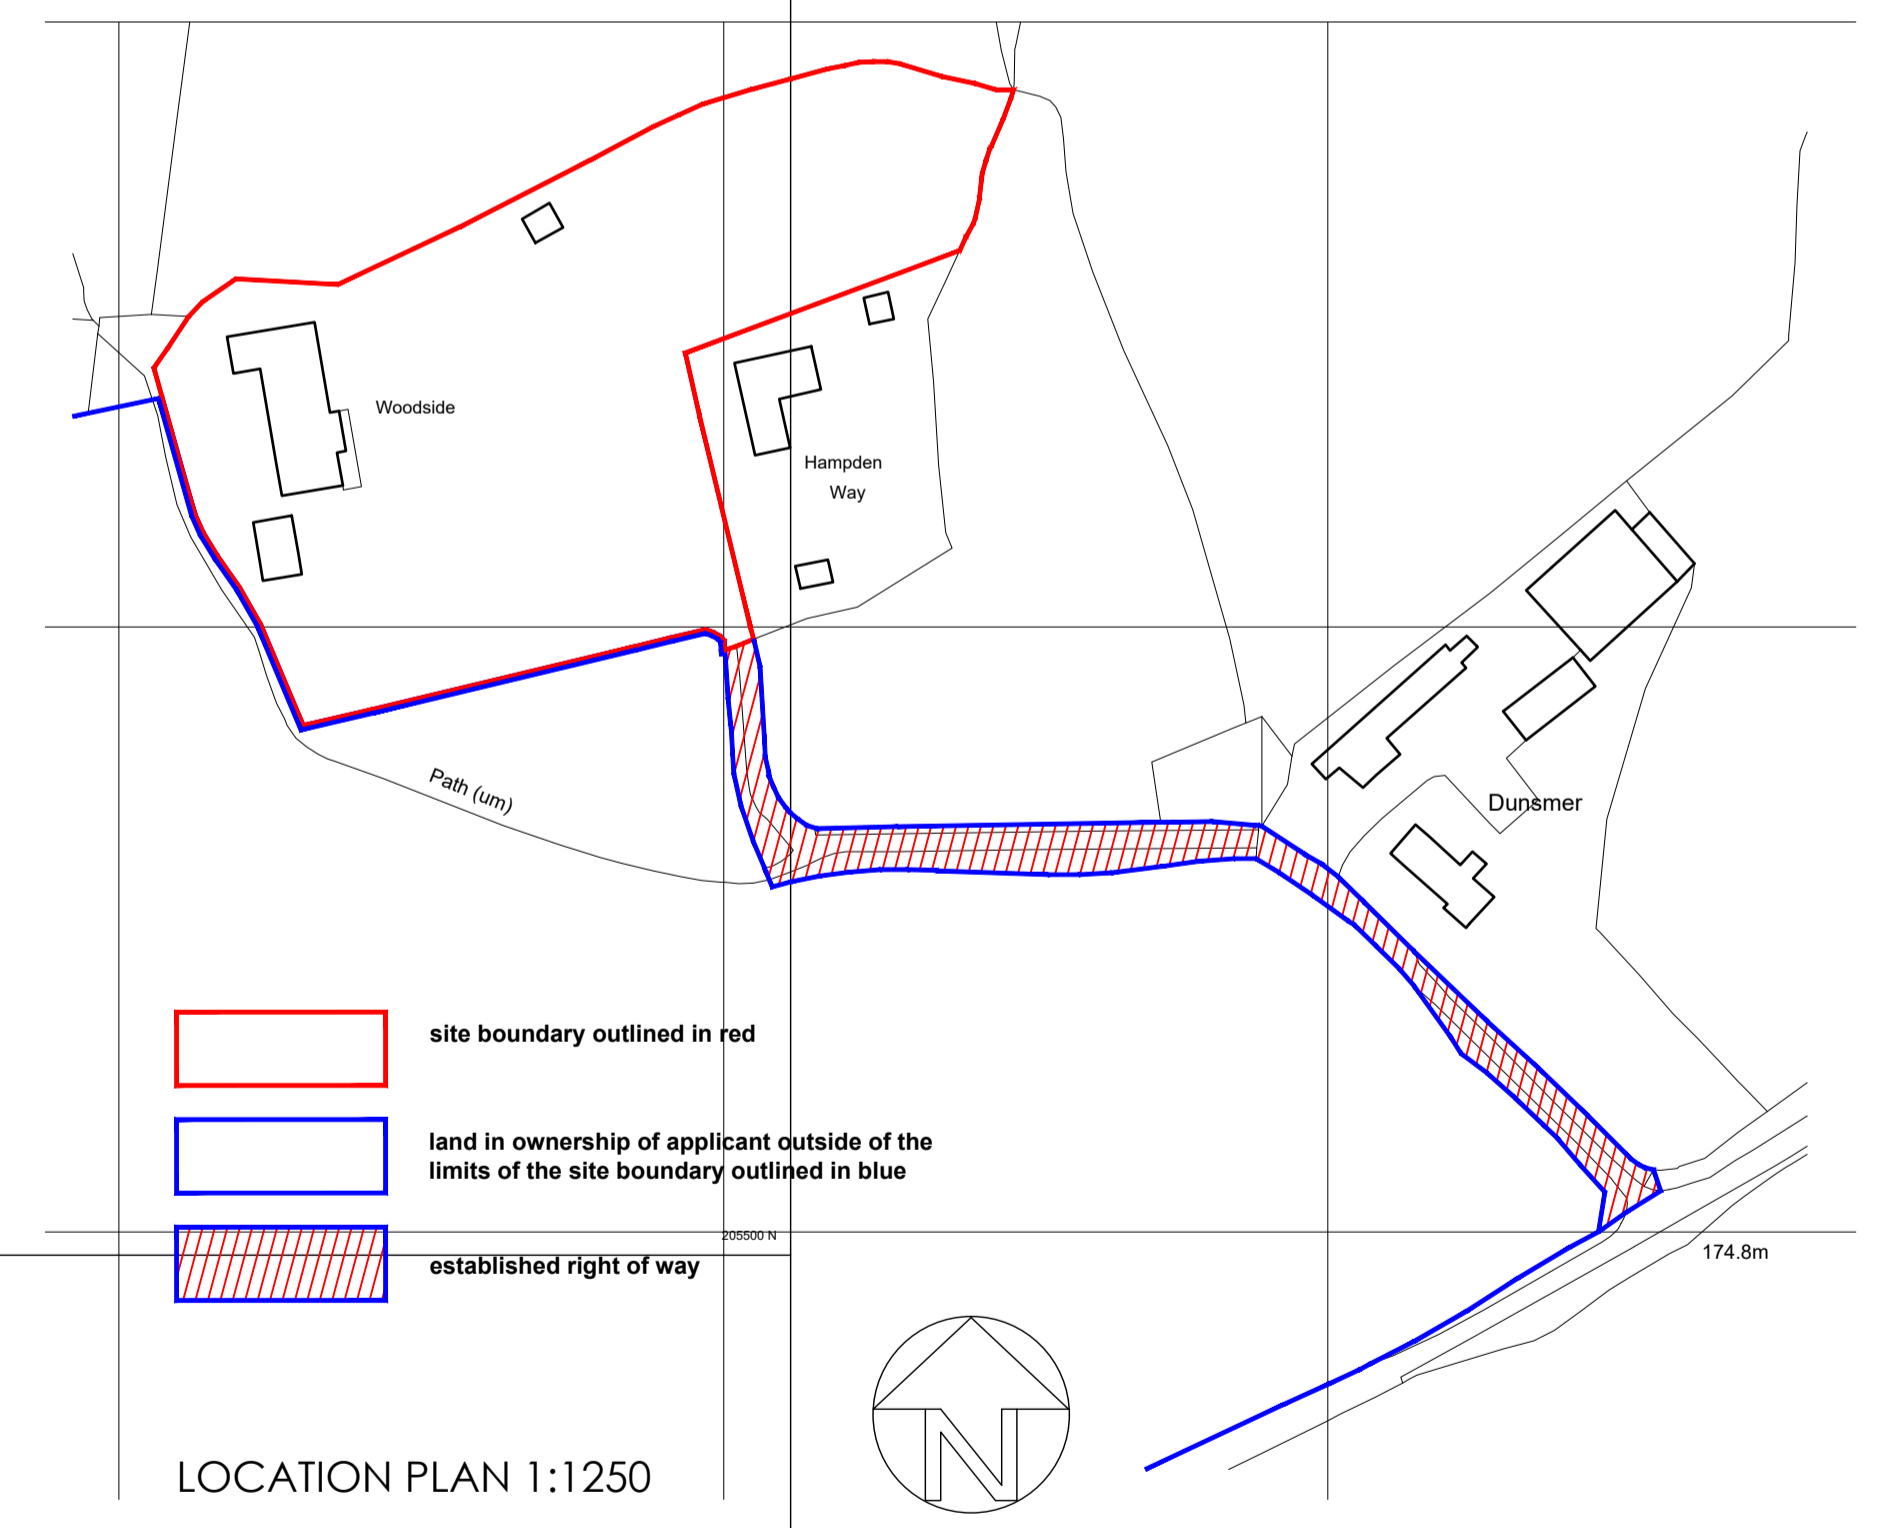 Woodside
Hampden
Way
Path (um)
Dunsmer
site boundary outlined in red
land in ownership of applicant outside of the
limits of the site boundary outlined in blue
205500 N
established right of way
174.8m
N
LOCATION PLAN 1:1250